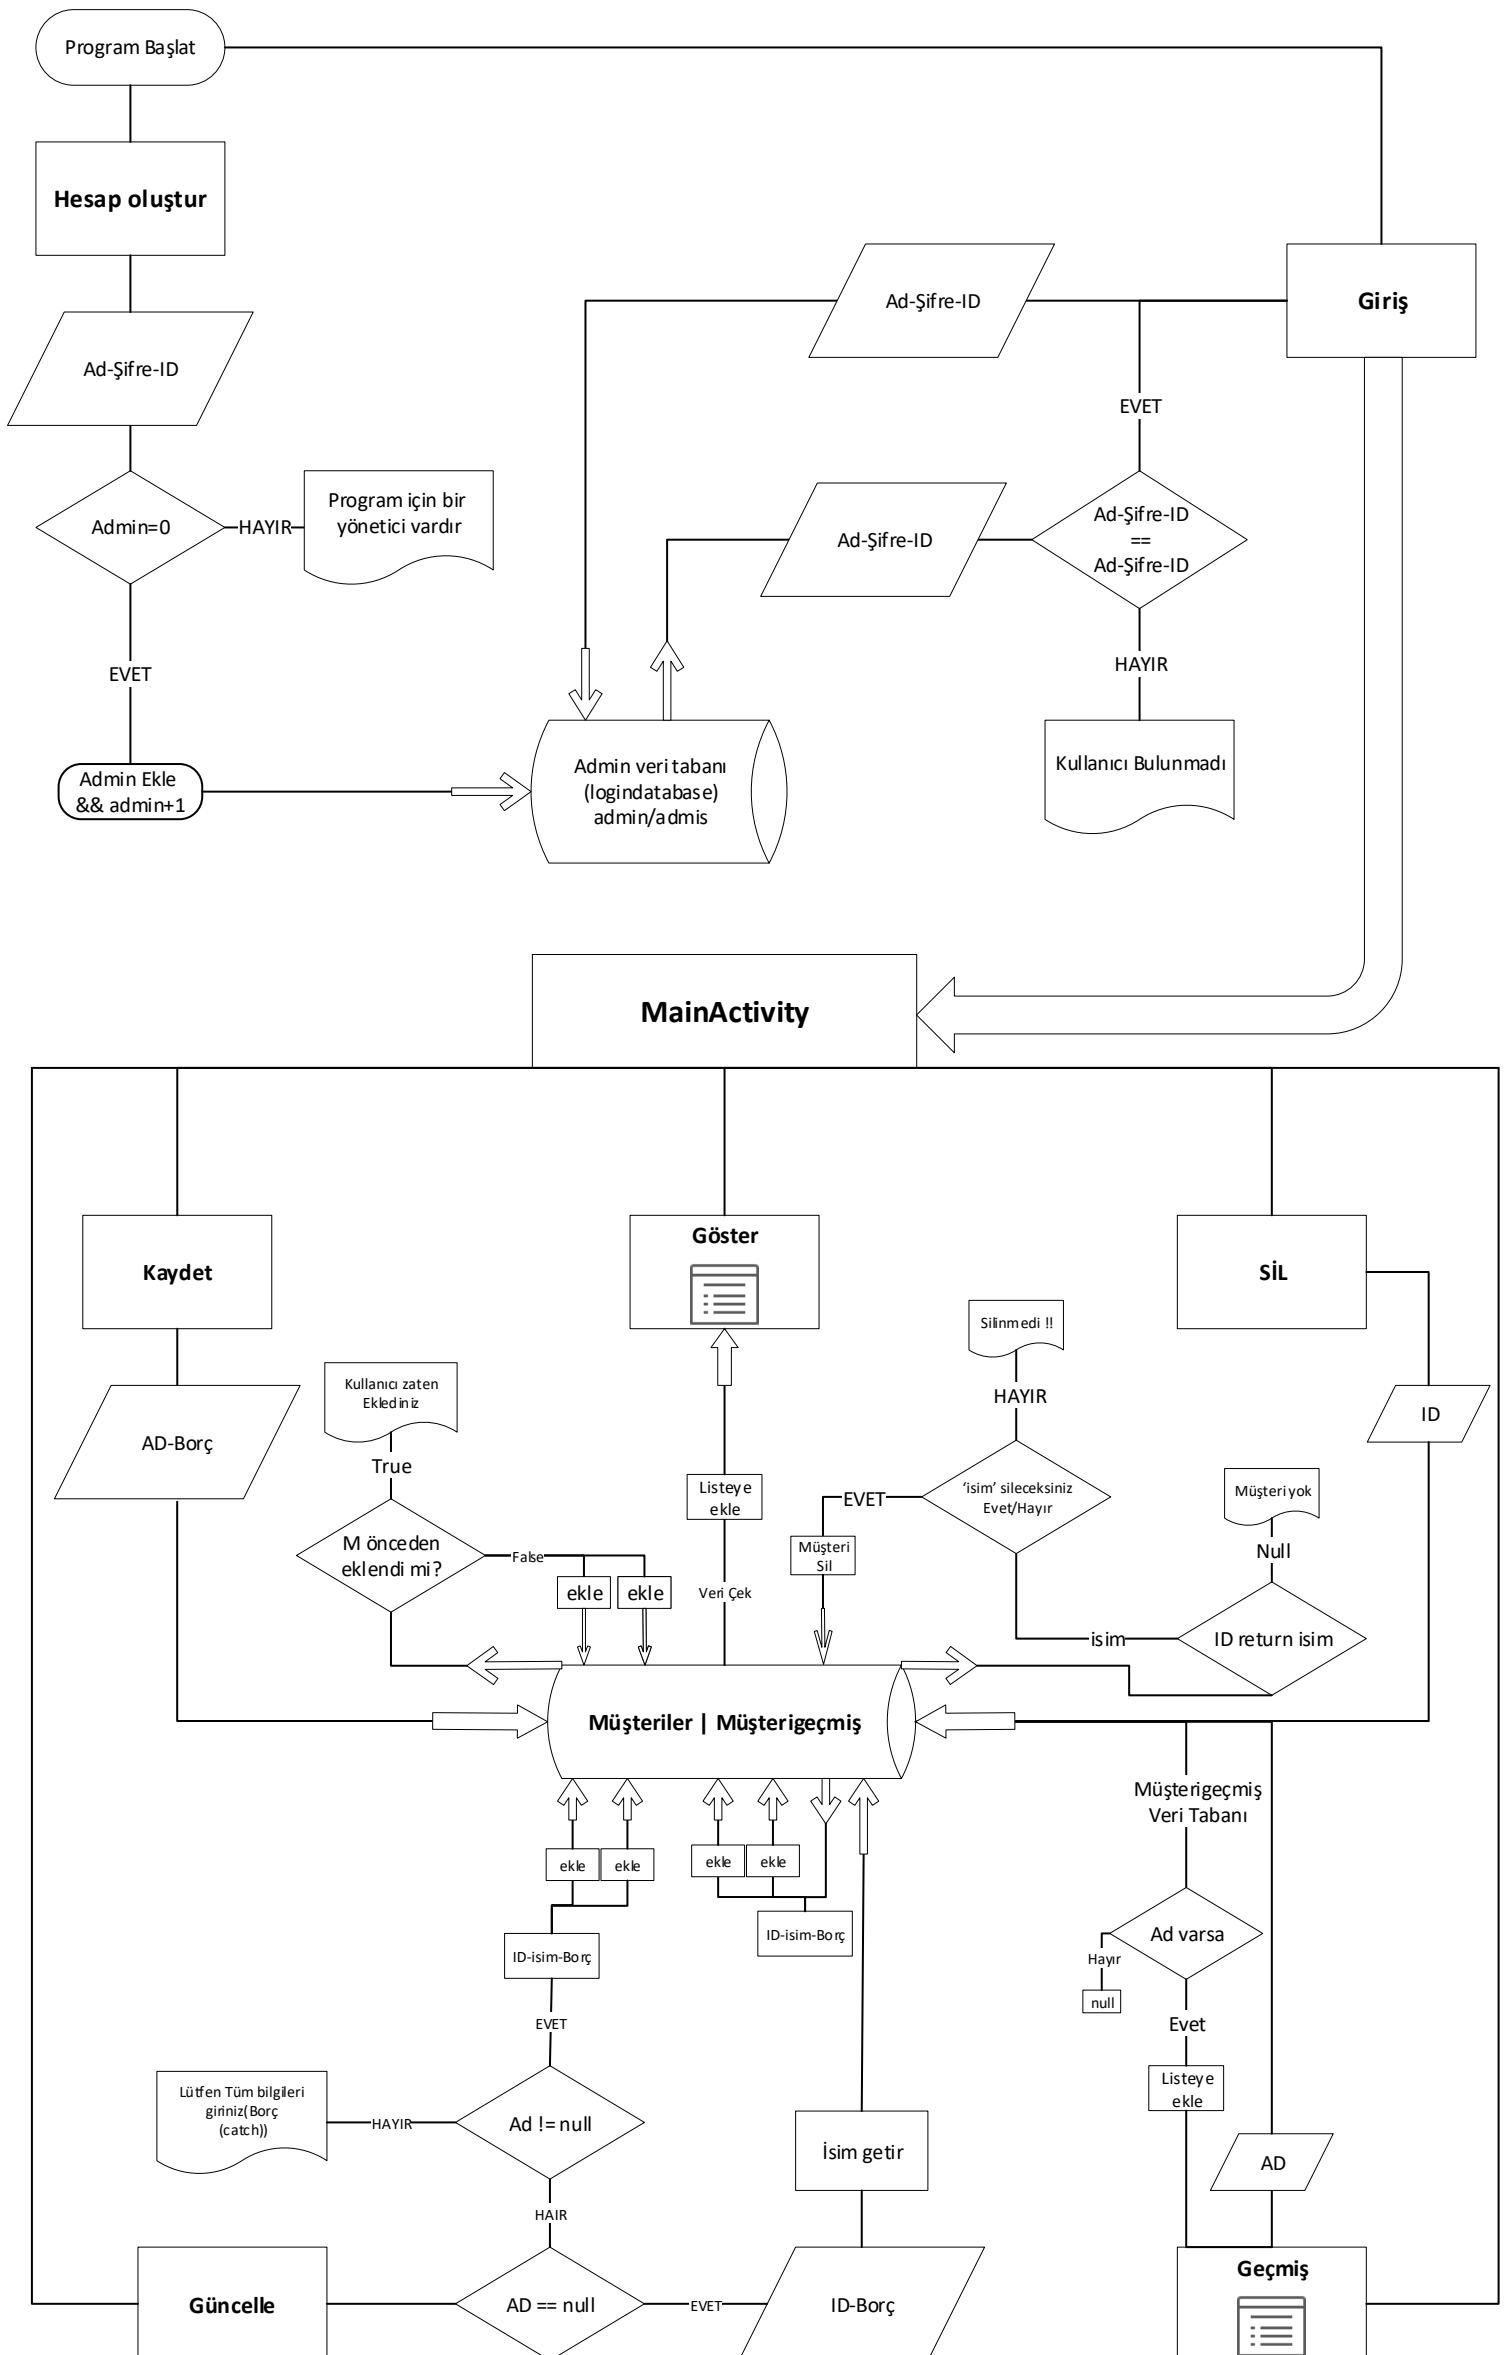 Program Başlat
Hesap oluştur
Ad-Şifre-ID
Giriş
Ad-Şifre-ID
EVET
Admin=0
HAYIR
Program için bir
yönetici vardır
Ad-Şifre-ID
Ad-Şifre-ID
==
Ad-Şifre-ID
EVET
HAYIR
Admin Ekle
&& admin+1
Admin veri tabanı
(logindatabase)
admin/admis
Kullanıcı Bulunmadı
MainActivity
Kaydet
Göster
SİL
Silinmedi !!
HAYIR
Kullanıcı zaten
Eklediniz
True
AD-Borç
ID
Listeye
ekle
EVET
'isim' sileceksiniz
Evet/Hayır
Müşteri yok
Null
M önceden
eklendi mi?
False
ekle
ekle
Veri Çek
Müşteri
Sil
isim
ID return isim
Müşteriler | Müşterigeçmiş
Müşterigeçmiş
Veri Tabanı
ekle
ekle
ekle
ekle
ID-isim-Borç
ID-isim-Borç
Ad varsa
Hayır
null
Evet
EVET
Listeye
ekle
Lütfen Tüm bilgileri
giriniz(Borç
(catch))
HAYIR
Ad != null
İsim getir
AD
HAIR
Güncelle
AD == null
EVET
ID-Borç
Geçmiş